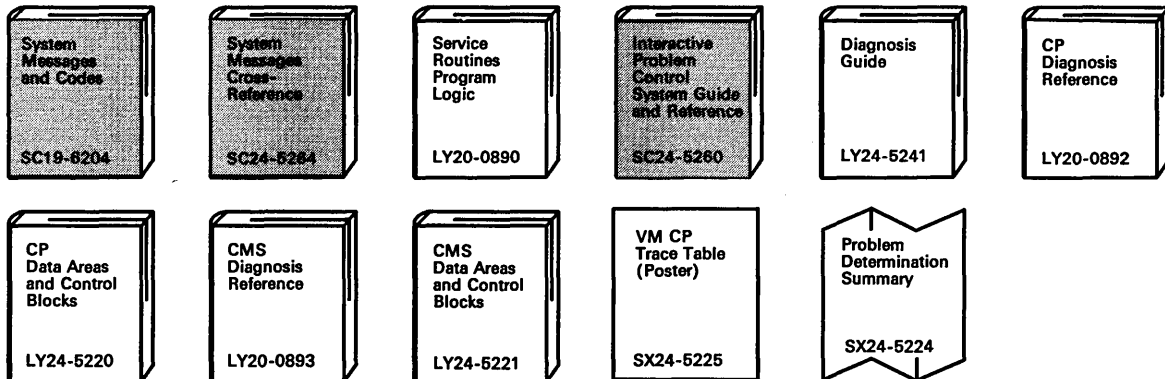 System
Messages
and Codes
SC19-6204
System
Messages
Cross-
Reference
SC24-5264
Service
Routines
Program
Logic
LY20-0890
Interactive
Problem
Control
System Guide
and Reference
SC24-5260
Diagnosis
Guide
LY24-5241
CP
Diagnosis
Reference
LY20-0892
CP
Data Areas
and Control
Blocks
LY24-5220
CMS
Diagnosis
Reference
LY20-0893
CMS
Data Areas
and Control
Blocks
LY24-5221
VM CP
Trace Table
(Poster)
SX24-5225
Problem
Determination
Summary
SX24-5224